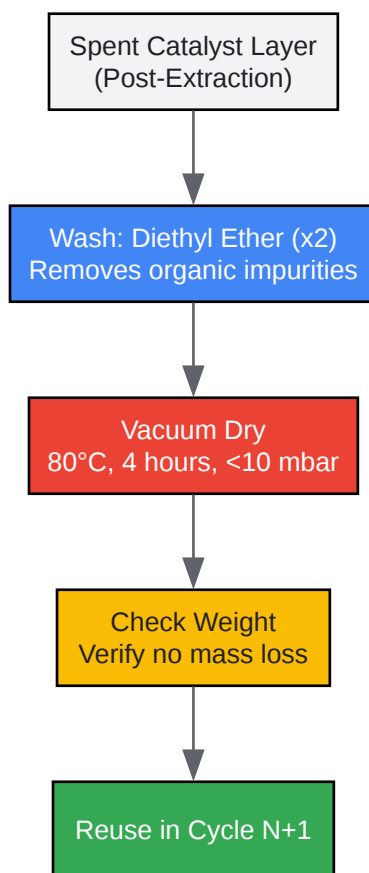 Spent Catalyst Layer
(Post-Extraction)
Wash: Diethyl Ether (x2)
Removes organic impurities
Vacuum Dry
80°C, 4 hours, <10 mbar
Check Weight
Verify no mass loss
Reuse in Cycle N+1